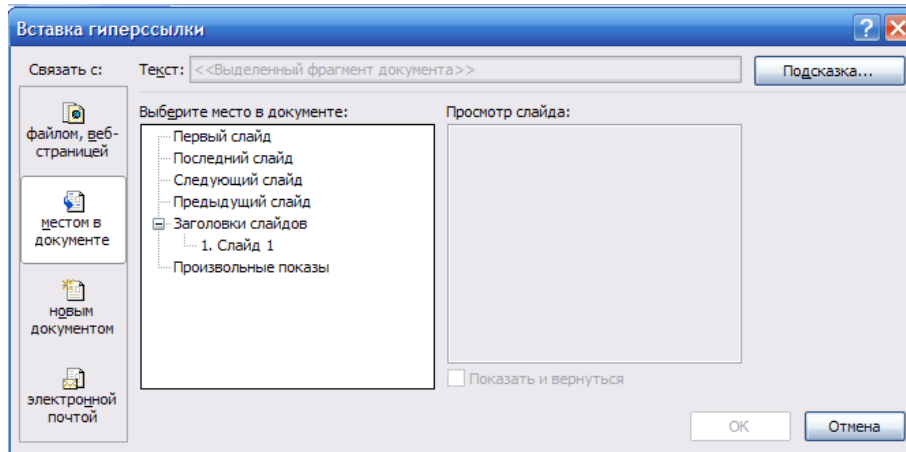 Вставка гиперссылки
Связать с:
Текст: <<Выделенный фрагмент документа>>
Подсказка...
файлом, веб-
страницей
местом в
документе
новым
документом
электронной
почтой
Выберите место в документе:
Первый слайд
Последний слайд
Следующий слайд
Предыдущий слайд
Заголовки слайдов
1. Слайд 1
Произвольные показы
Просмотр слайда:
Показать и вернуться
ОК
Отмена